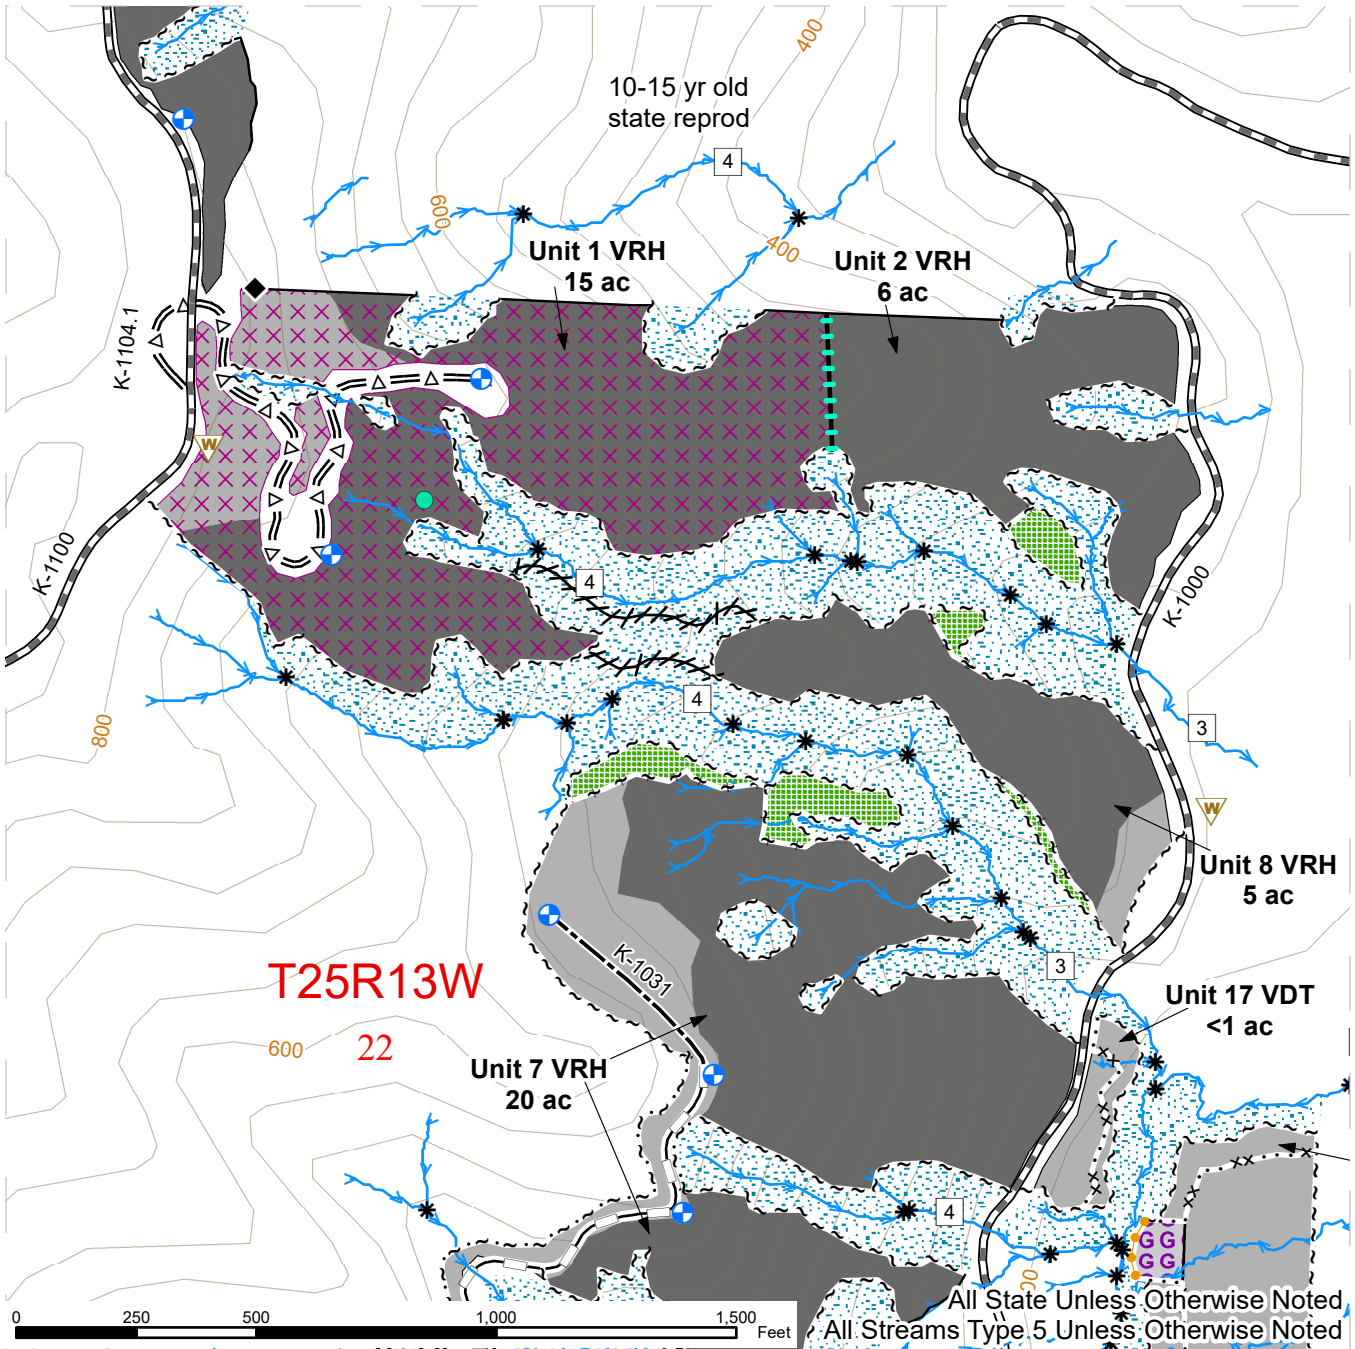 400
10-15 yr old
state reprod
4
600
400
Unit 1 VRH
15 ac
Unit 2 VRH
6 ac
K-1104.1
W
K-1100
4
K-1000
4
800
3
W
Unit 8 VRH
5 ac
K-1031
T25R13W
22
600
3
Unit 17 VDT
<1 ac
Unit 7 VRH
20 ac
4
G G
G G
All State Unless Otherwise Noted
All Streams Type 5 Unless Otherwise Noted
0 250 500 1,000 1,500
Feet